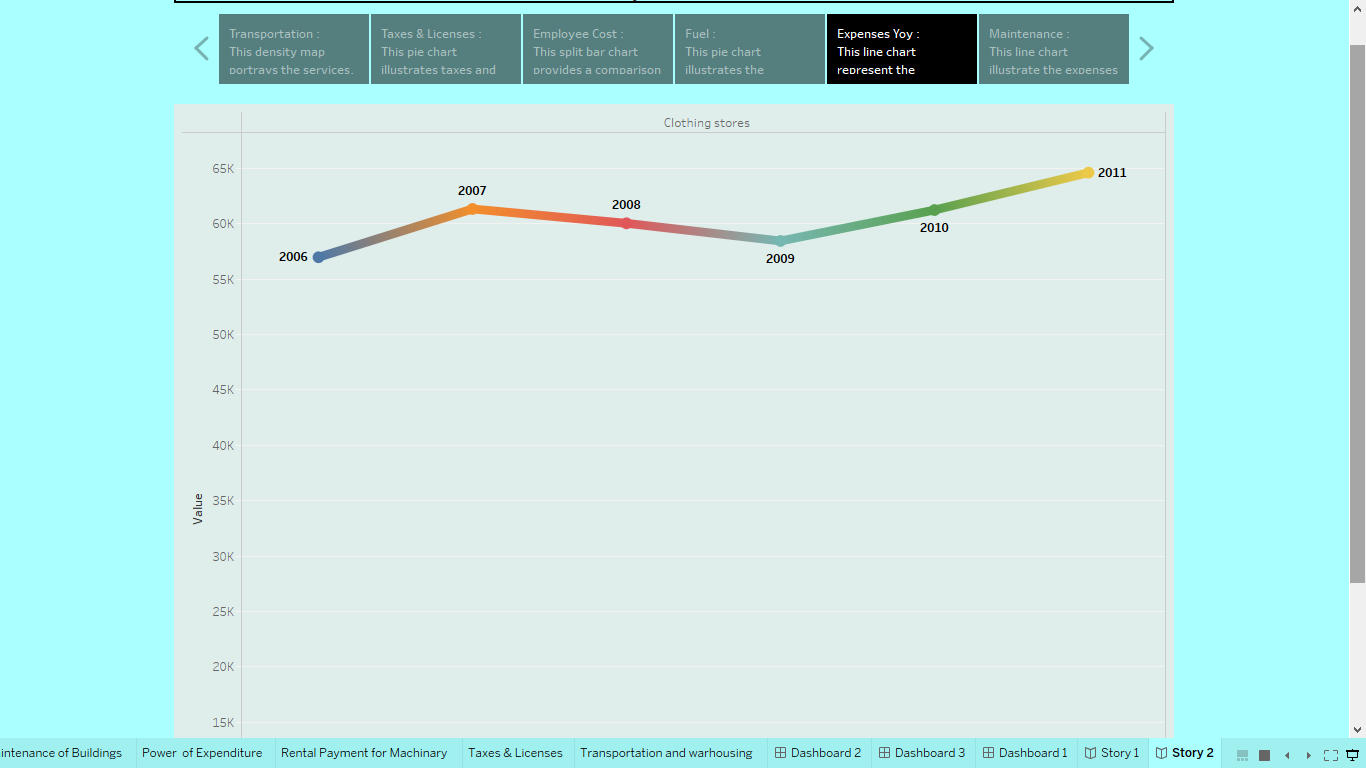 Transportation :
This density map
portrays the services,
Taxes & Licenses :
This pie chart
illustrates taxes and
Employee Cost :
This split bar chart
provides a comparison
Fuel :
This pie chart
illustrates the
Expenses Yoy :
This line chart
represent the
Maintenance :
This line chart
illustrate the expenses
Clothing stores
65K
60K
55K
50K
45K
40K
35K
30K
25K
20K
15K
Value
2006
2007
2008
2009
2010
2011
intenance of Buildings
Power of Expenditure
Rental Payment for Machinary
Taxes & Licenses
Transportation and warhousing
Dashboard 2
Dashboard 3
Dashboard 1
Story 1
Story 2